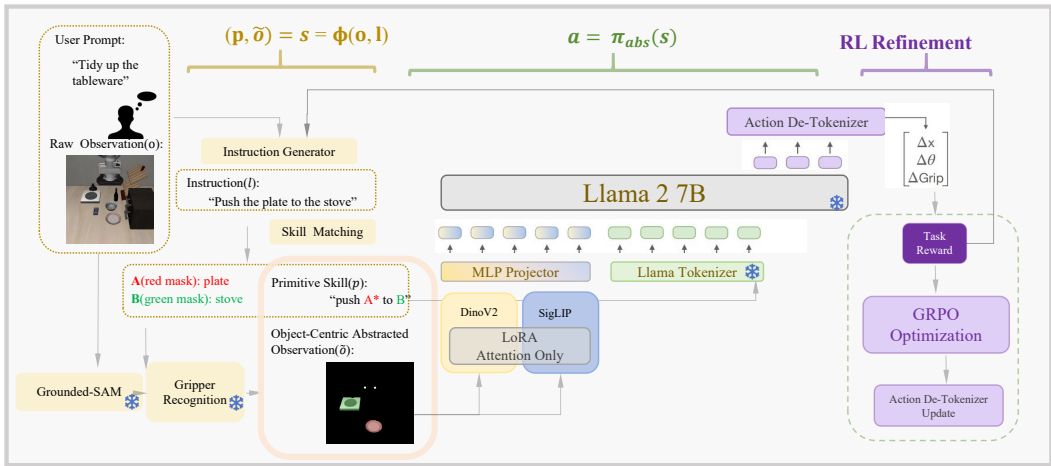 User Prompt:
“Tidy up the
tableware”
Raw Observation(o):
(p, õ) = s = ϕ(o, l)
Instruction Generator
Instruction(l):
“Push the plate to the stove”
Skill Matching
A(red mask): plate
B(green mask): stove
Primitive Skill(p):
“push A* to B”
Object-Centric Abstracted
Observation(õ):
Grounded-SAM
Gripper
Recognition
a = π_abs(s)
Llama 2 7B
MLP Projector
Llama Tokenizer
DinoV2
SigLIP
LoRA
Attention Only
Action De-Tokenizer
Δx
Δθ
ΔGrip
RL Refinement
Task
Reward
GRPO
Optimization
Action De-Tokenizer
Update